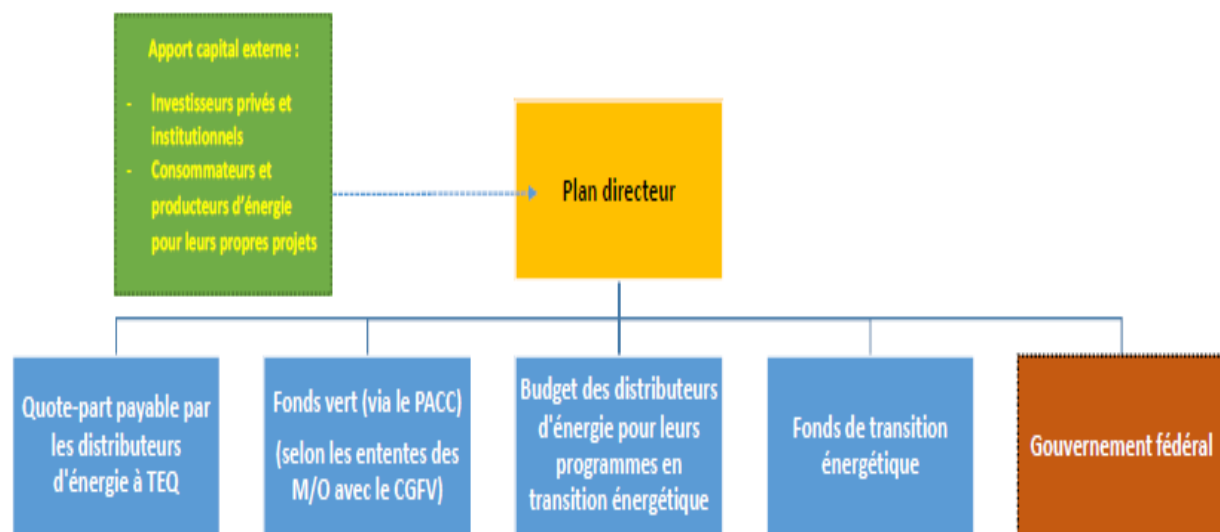 Apport capital externe :
- Investisseurs privés et
institutionnels
- Consommateurs et
producteurs d'énergie
pour leurs propres projets
Plan directeur
Quote-part payable par
les distributeurs
d'énergie à TEQ
Fonds vert (via le PACC)
(selon les ententes des
M/O avec le CGFV)
Budget des distributeurs
d'énergie pour leurs
programmes en
transition énergétique
Fonds de transition
énergétique
Gouvernement fédéral